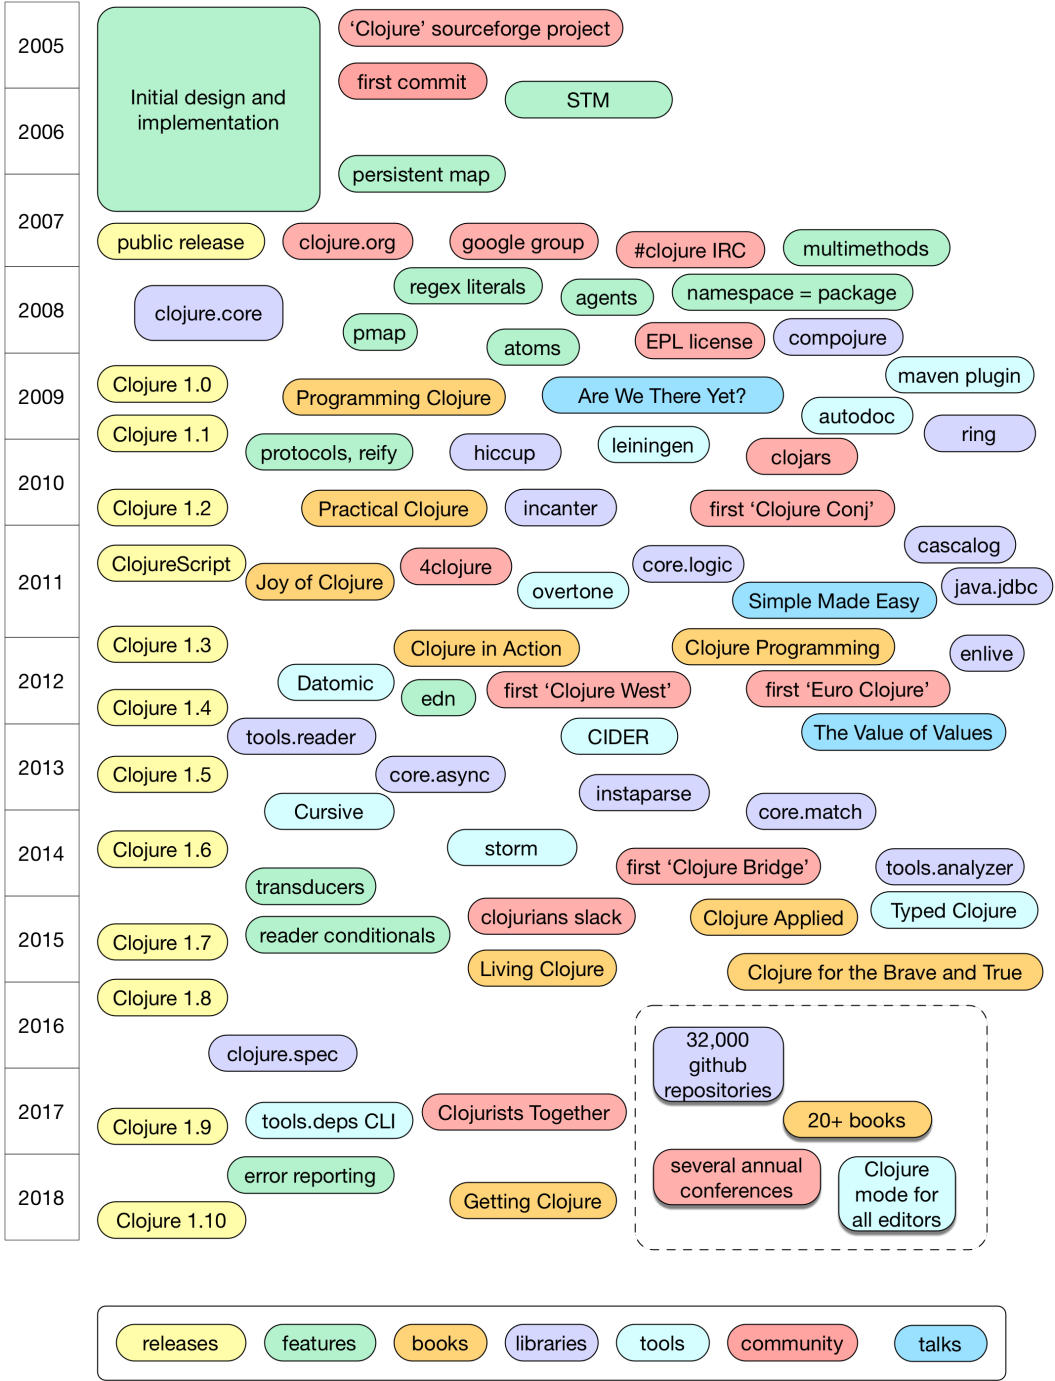 2005
‘Clojure’ sourceforge project
Initial design and
implementation
first commit
STM
2006
persistent map
2007
public release
clojure.org
google group
#clojure IRC
multimethods
2008
clojure.core
regex literals
agents
namespace = package
pmap
atoms
EPL license
compojure
2009
Clojure 1.0
Programming Clojure
Are We There Yet?
maven plugin
autodoc
Clojure 1.1
ring
protocols, reify
hiccup
leiningen
clojars
2010
Clojure 1.2
Practical Clojure
incanter
first ‘Clojure Conj’
2011
ClojureScript
Joy of Clojure
4clojure
overtone
core.logic
cascalog
Simple Made Easy
java.jdbc
Clojure 1.3
Clojure in Action
Clojure Programming
enlive
2012
Datomic
edn
first ‘Clojure West’
first ‘Euro Clojure’
Clojure 1.4
tools.reader
CIDER
The Value of Values
2013
Clojure 1.5
core.async
instaparse
core.match
Cursive
2014
Clojure 1.6
storm
first ‘Clojure Bridge’
tools.analyzer
transducers
Typed Clojure
2015
clojurians slack
Clojure Applied
Clojure 1.7
reader conditionals
Living Clojure
Clojure for the Brave and True
Clojure 1.8
2016
clojure.spec
32,000
github
repositories
2017
Clojure 1.9
tools.deps CLI
Clojurists Together
20+ books
2018
error reporting
several annual
conferences
Clojure
mode for
all editors
Getting Clojure
Clojure 1.10
releases
features
books
libraries
tools
community
talks